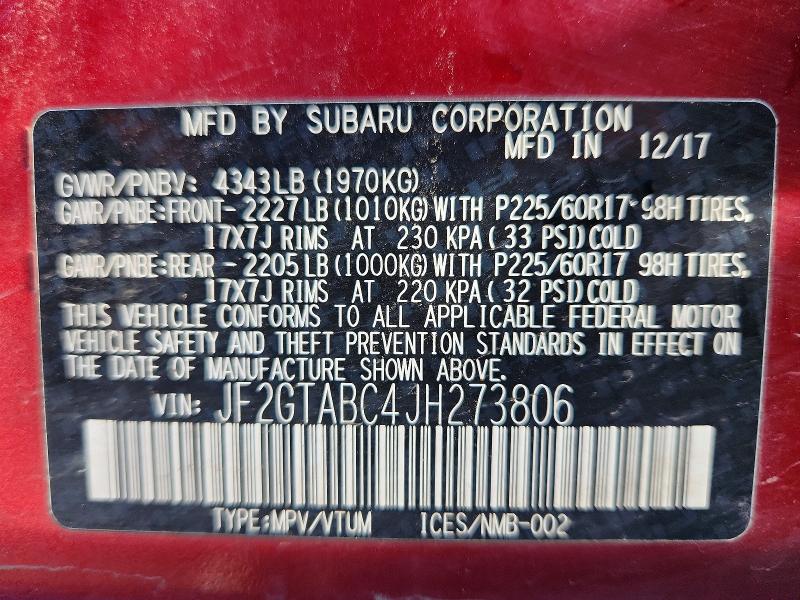 MFD BY SUBARU CORPORATION
MFD IN 12/17
GVWR/PNBV: 4343LB (1970KG)
GAWR/PNBE:FRONT-2227LB (1010KG) WITH P225/60R17 98H TIRES,
17X7J RIMS AT 230 KPA (33 PSI) COLD
GAWR/PNBE:REAR -2205LB (1000KG) WITH P225/60R17 98H TIRES,
17X7J RIMS AT 220 KPA (32 PSI) COLD
THIS VEHICLE CONFORMS TO ALL APPLICABLE FEDERAL MOTOR
VEHICLE SAFETY AND THEFT PREVENTION STANDARDS IN EFFECT ON
THE DATE OF MANUFACTURE SHOWN ABOVE.
VIN: JF2GTABC4JH273806
TYPE:MPV/VTUM ICES/NMB-002